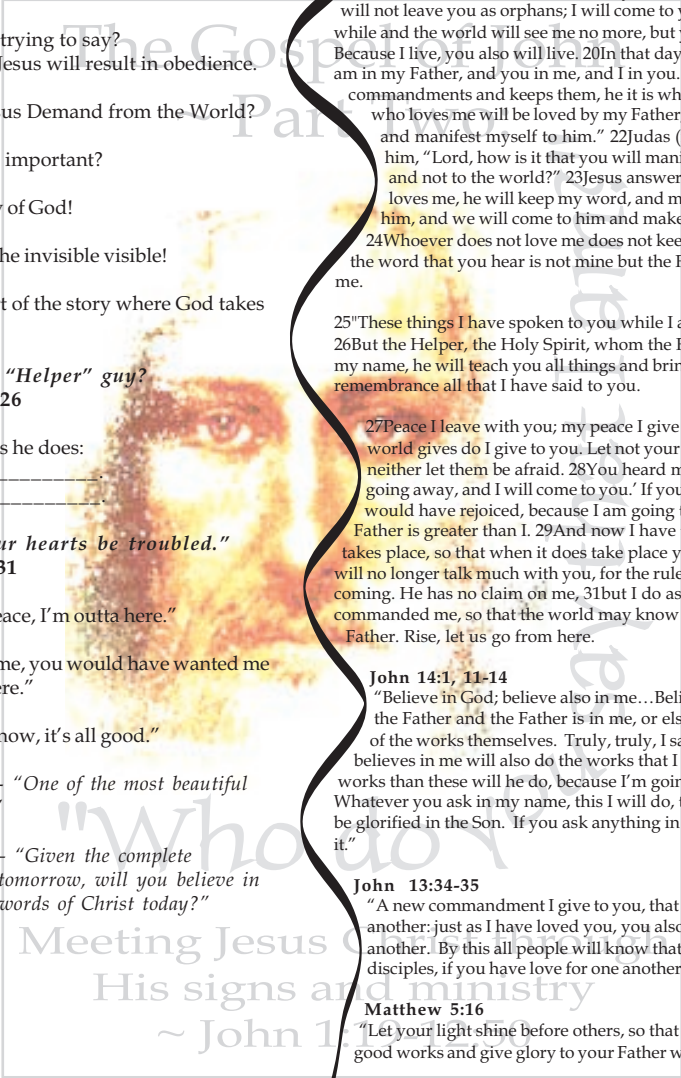 trying to say?
Jesus will result in obedience.
us Demand from the World?
important?
y of God!
he invisible visible!
t of the story where God takes
“Helper” guy?
26
s he does:
__________.
__________.
ur hearts be troubled.”
31
eace, I’m outta here.”
me, you would have wanted me
ere.”
now, it’s all good.”
- “One of the most beautiful
”
– “Given the complete
tomorrow, will you believe in
words of Christ today?”
will not leave you as orphans; I will come to y
while and the world will see me no more, but y
Because I live, you also will live. 20In that day
am in my Father, and you in me, and I in you.
commandments and keeps them, he it is wh
who loves me will be loved by my Father,
and manifest myself to him.” 22Judas (
him, “Lord, how is it that you will mani
and not to the world?” 23Jesus answer
loves me, he will keep my word, and m
him, and we will come to him and make
24Whoever does not love me does not kee
the word that you hear is not mine but the F
me.
25"These things I have spoken to you while I a
26But the Helper, the Holy Spirit, whom the F
my name, he will teach you all things and brin
remembrance all that I have said to you.
27Peace I leave with you; my peace I give
world gives do I give to you. Let not your
neither let them be afraid. 28You heard m
going away, and I will come to you.’ If you
would have rejoiced, because I am going t
Father is greater than I. 29And now I have
takes place, so that when it does take place y
will no longer talk much with you, for the rule
coming. He has no claim on me, 31but I do as
commanded me, so that the world may know
Father. Rise, let us go from here.
John 14:1, 11-14
“Believe in God; believe also in me…Beli
the Father and the Father is in me, or els
of the works themselves. Truly, truly, I sa
believes in me will also do the works that I
works than these will he do, because I’m goin
Whatever you ask in my name, this I will do, t
be glorified in the Son. If you ask anything in
it.”
John 13:34-35
“A new commandment I give to you, that
another: just as I have loved you, you also
another. By this all people will know that
disciples, if you have love for one another
Matthew 5:16
“Let your light shine before others, so that
good works and give glory to your Father w
The Gospel of John
~ Part Two:
"Who do you say that I am?"
Meeting Jesus Christ through
His signs and ministry
~ John 1:19-12:50